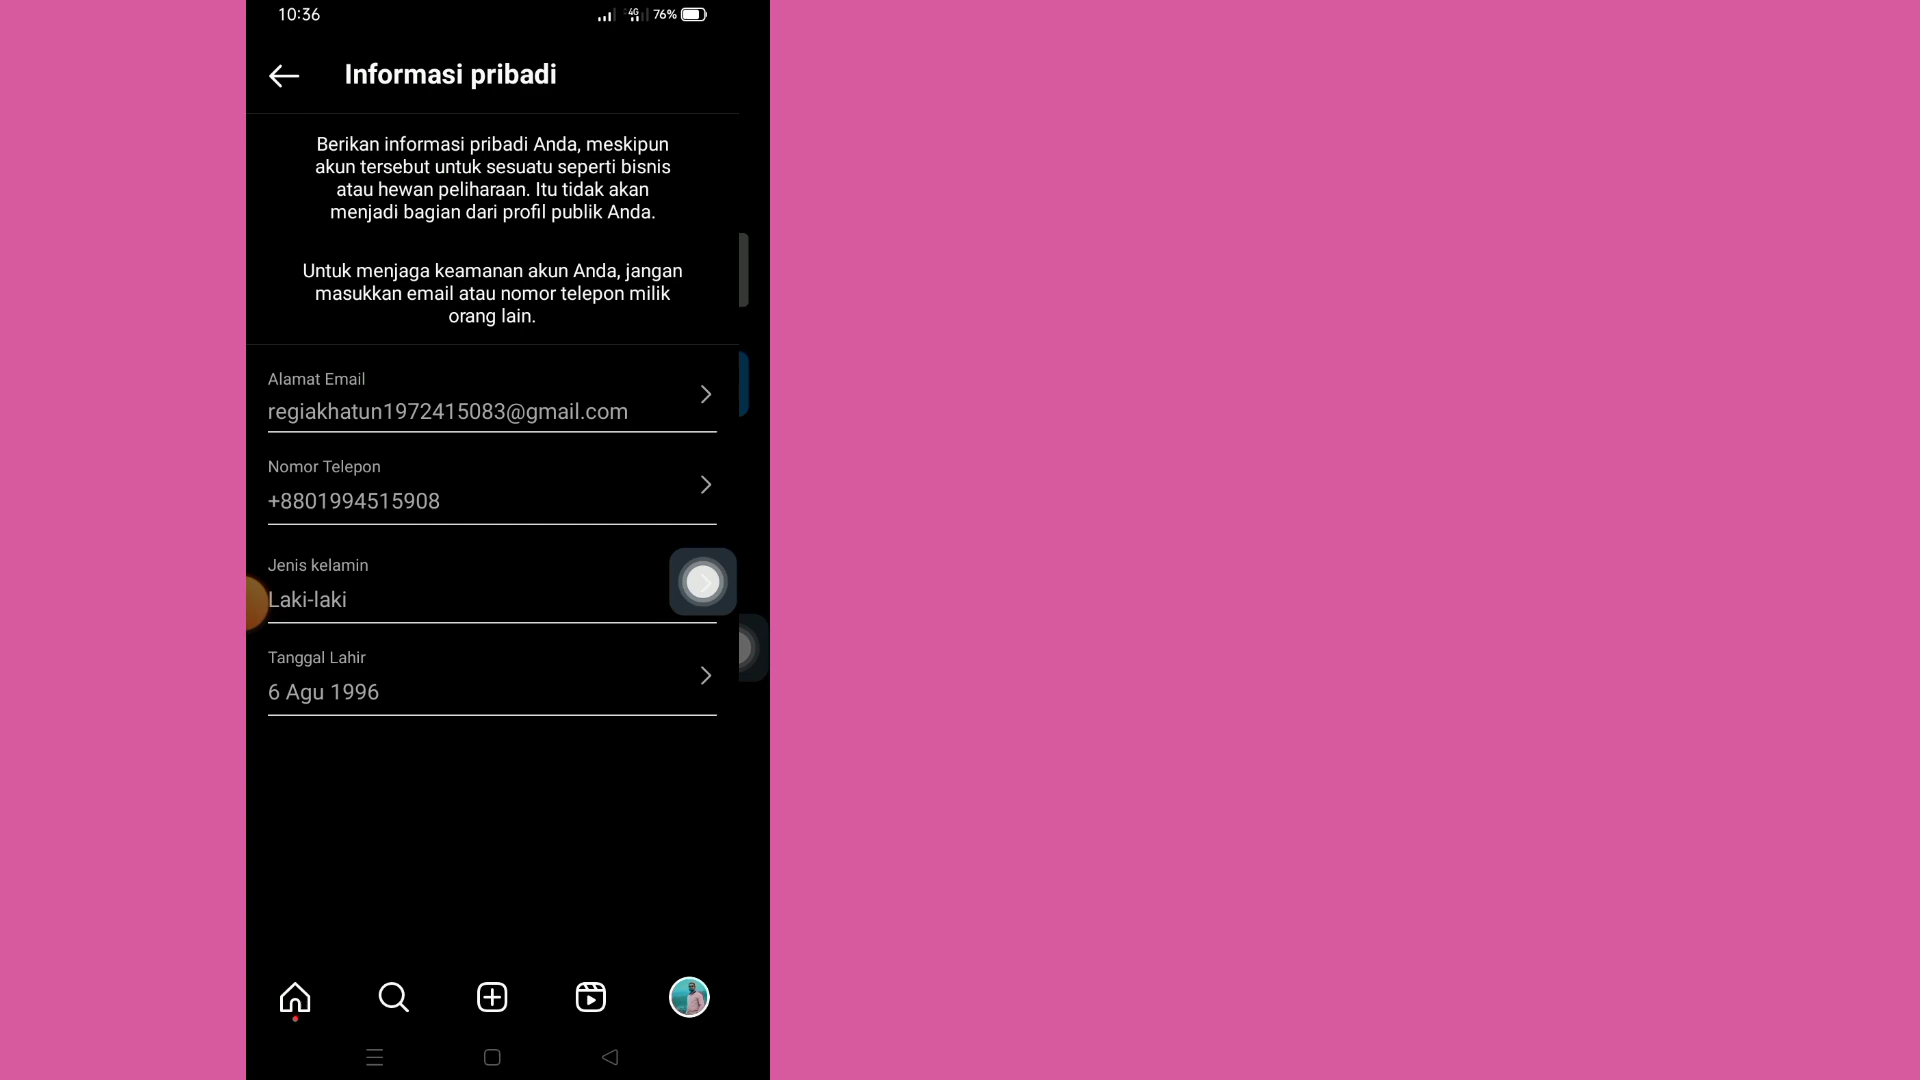 10:36
4G
76%
Informasi pribadi
Berikan informasi pribadi Anda, meskipun
akun tersebut untuk sesuatu seperti bisnis
atau hewan peliharaan. Itu tidak akan
menjadi bagian dari profil publik Anda.
Untuk menjaga keamanan akun Anda, jangan
masukkan email atau nomor telepon milik
orang lain.
Alamat Email
regiakhatun1972415083@gmail.com
Nomor Telepon
+8801994515908
Jenis kelamin
Laki-laki
Tanggal Lahir
6 Agu 1996